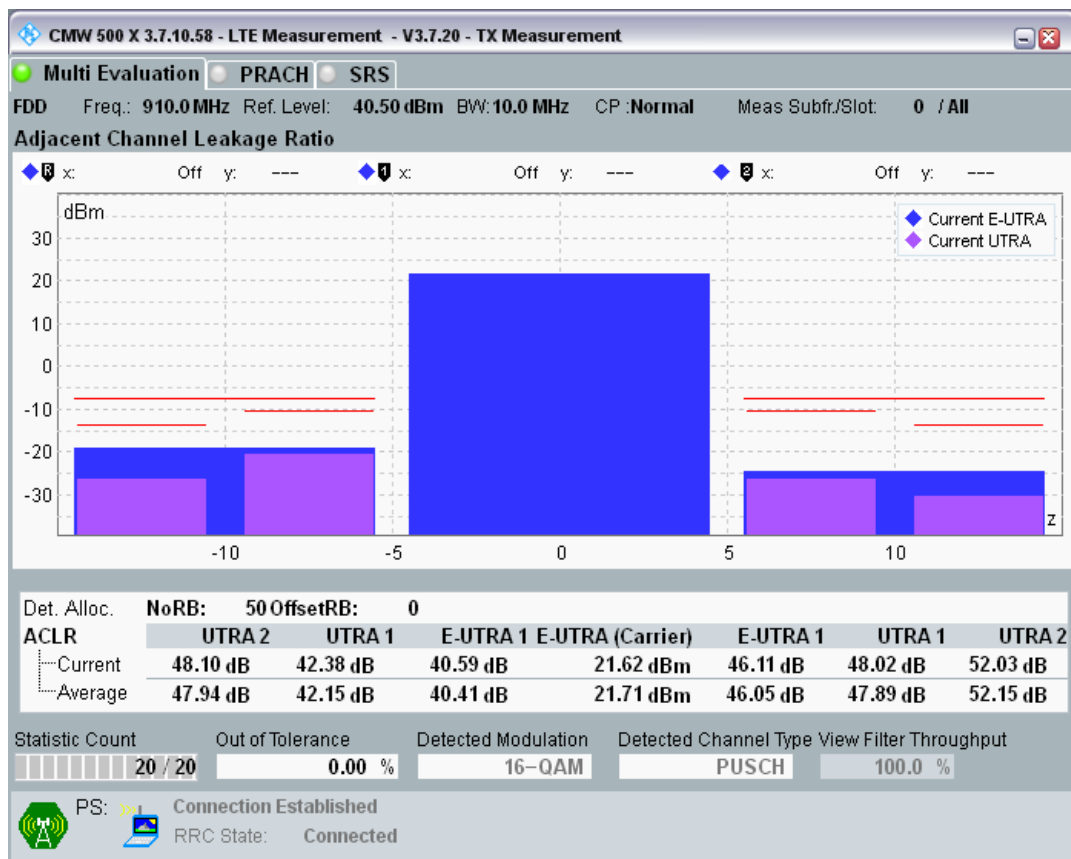 CMW 500 X 3.7.10.58 - LTE Measurement - V3.7.20 - TX Measurement
Multi Evaluation PRACH SRS
FDD Freq.: 910.0 MHz Ref. Level: 40.50 dBm BW: 10.0 MHz CP :Normal Meas Subfr./Slot: 0 / All
Adjacent Channel Leakage Ratio
R x: Off y: --- 1 x: Off y: --- 2 x: Off y: ---
dBm
Current E-UTRA
Current UTRA
30
20
10
0
-10
-20
-30
z
-10 -5 0 5 10
Det. Alloc. NoRB: 50 OffsetRB: 0
ACLR UTRA 2 UTRA 1 E-UTRA 1 E-UTRA (Carrier) E-UTRA 1 UTRA 1 UTRA 2
Current 48.10 dB 42.38 dB 40.59 dB 21.62 dBm 46.11 dB 48.02 dB 52.03 dB
Average 47.94 dB 42.15 dB 40.41 dB 21.71 dBm 46.05 dB 47.89 dB 52.15 dB
Statistic Count Out of Tolerance Detected Modulation Detected Channel Type View Filter Throughput
20 / 20 0.00 % 16-QAM PUSCH 100.0 %
PS: Connection Established
RRC State: Connected